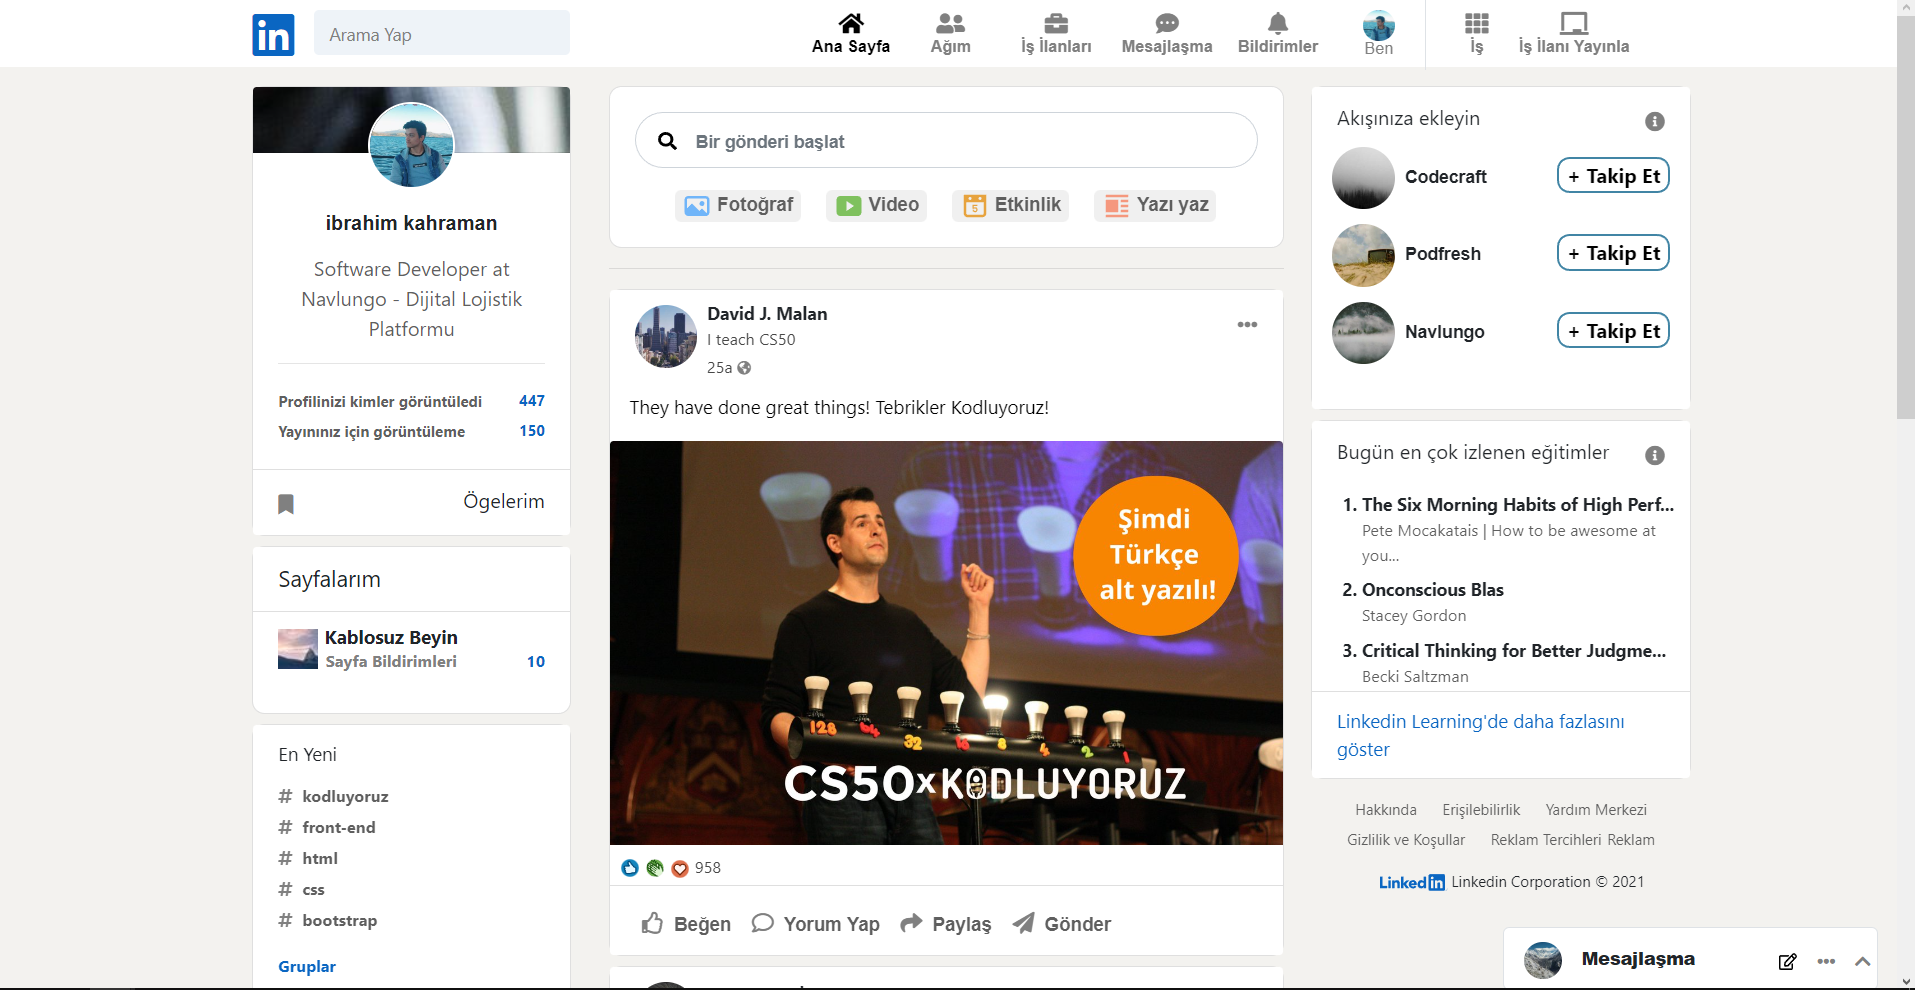 in
Arama Yap
Ana Sayfa
Ağım
İş İlanları
Mesajlaşma
Bildirimler
Ben
İş
İş İlanı Yayınla
ibrahim kahraman
Software Developer at
Navlungo - Dijital Lojistik
Platformu
Profilinizi kimler görüntüledi 447
Yayınınız için görüntüleme 150
Ögelerim
Sayfalarım
Kablosuz Beyin
Sayfa Bildirimleri 10
En Yeni
# kodluyoruz
# front-end
# html
# css
# bootstrap
Gruplar
Bir gönderi başlat
Fotoğraf
5
Video
Etkinlik
Yazı yaz
David J. Malan
I teach CS50
25a
They have done great things! Tebrikler Kodluyoruz!
Şimdi
Türkçe
alt yazılı!
128 64 32 16 8 4 2 1
CS50xKODLUYORUZ
958
Beğen
Yorum Yap
Paylaş
Gönder
Akışınıza ekleyin
Codecraft + Takip Et
Podfresh + Takip Et
Navlungo + Takip Et
Bugün en çok izlenen eğitimler
1. The Six Morning Habits of High Perf...
Pete Mocakatais | How to be awesome at
you...
2. Onconscious Blas
Stacey Gordon
3. Critical Thinking for Better Judgme...
Becki Saltzman
Linkedin Learning'de daha fazlasını
göster
Hakkında Erişilebilirlik Yardım Merkezi
Gizlilik ve Koşullar Reklam Tercihleri Reklam
Linkedin Linkedin Corporation © 2021
Mesajlaşma